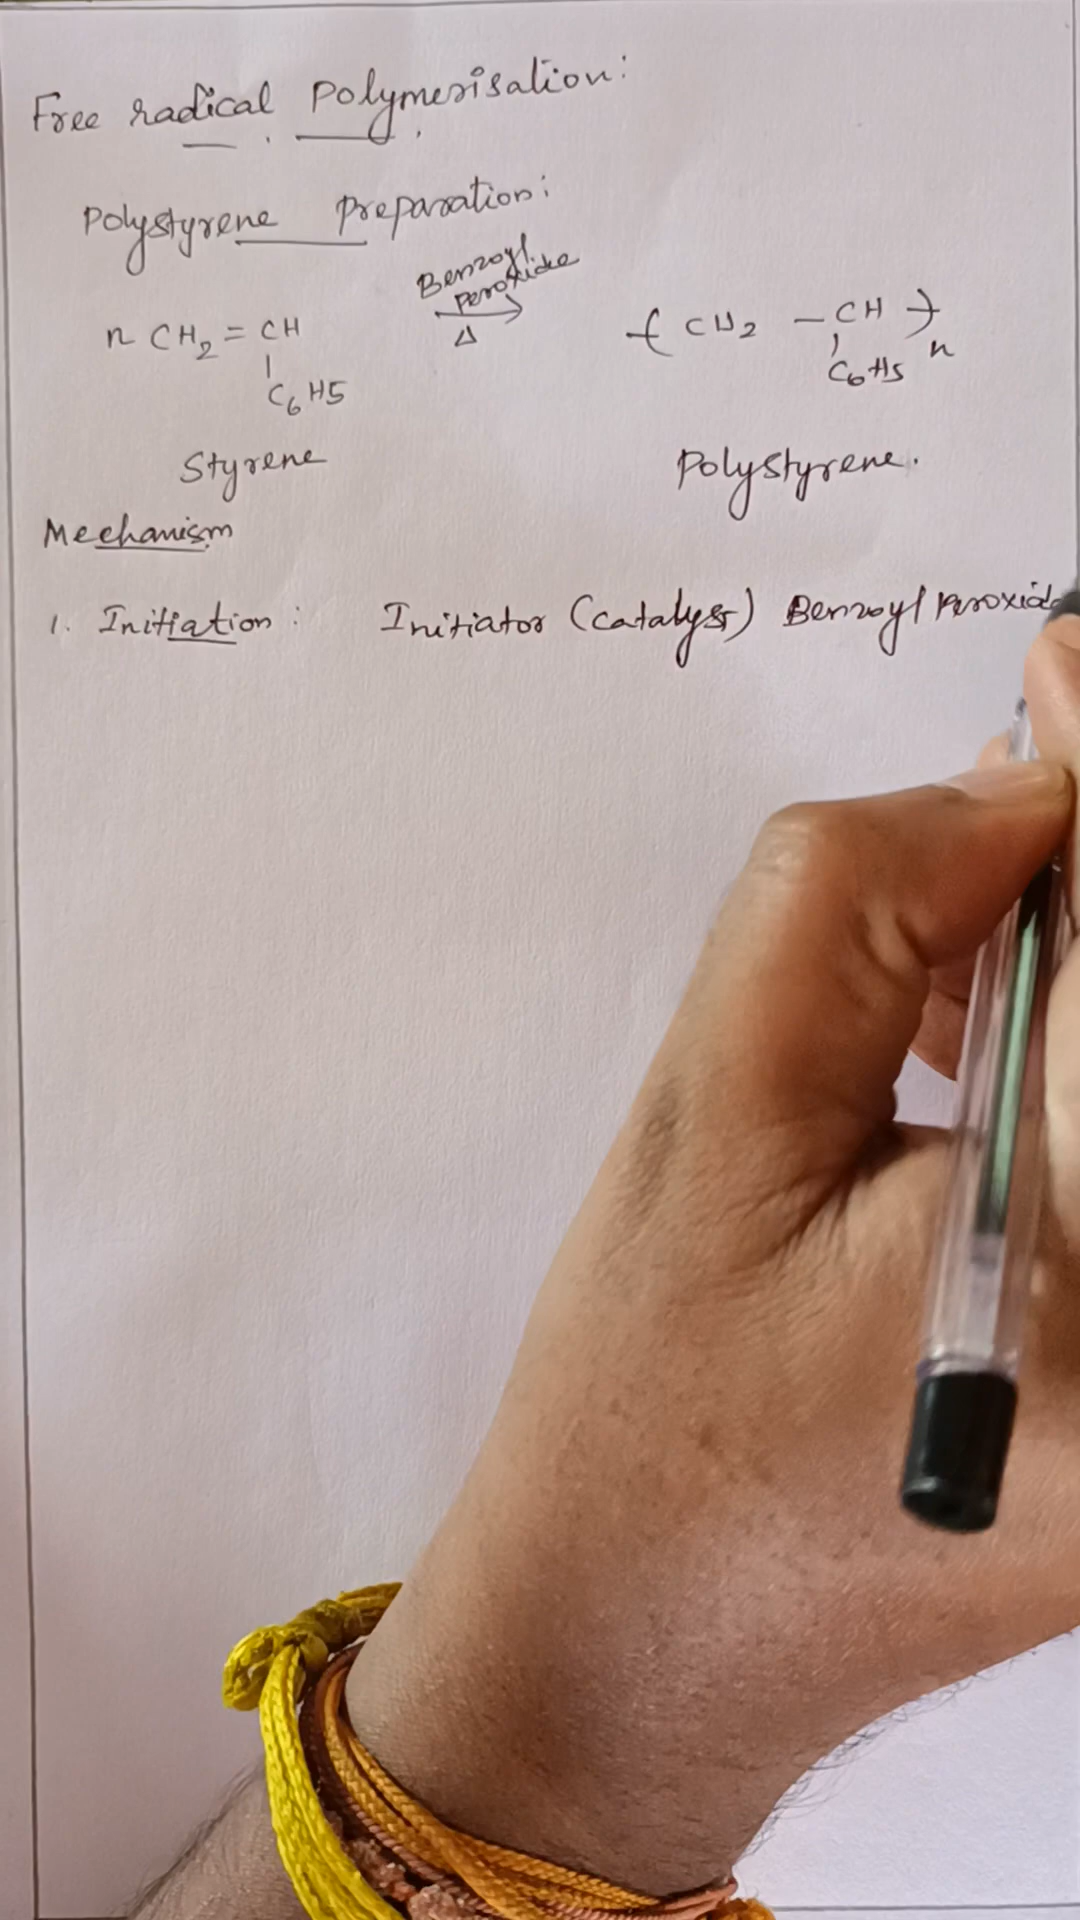 Free radical Polymerisation:
Polystyrene preparation:
Benzoyl
peroxide
n CH2 = CH
Δ
{ CH2 - CH }
C6H5
C6H5 n
Styrene
Polystyrene.
Mechanism
1. Initiation : Initiator (catalyst) Benzoyl Peroxide